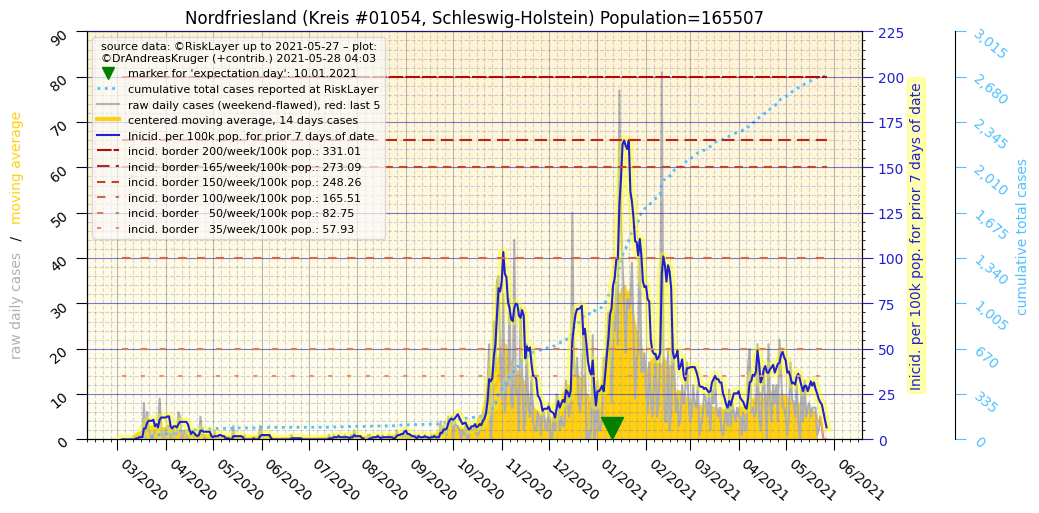 Nordfriesland (Kreis #01054, Schleswig-Holstein) Population=165507
source data: ©RiskLayer up to 2021-05-27 – plot:
©DrAndreasKruger (+contrib.) 2021-05-28 04:03
marker for 'expectation day': 10.01.2021
cumulative total cases reported at RiskLayer
raw daily cases (weekend-flawed), red: last 5
centered moving average, 14 days cases
Inicid. per 100k pop. for prior 7 days of date
incid. border 200/week/100k pop.: 331.01
incid. border 165/week/100k pop.: 273.09
incid. border 150/week/100k pop.: 248.26
incid. border 100/week/100k pop.: 165.51
incid. border 50/week/100k pop.: 82.75
incid. border 35/week/100k pop.: 57.93
raw daily cases / moving average
90
80
70
60
50
40
30
20
10
0
03/2020
04/2020
05/2020
06/2020
07/2020
08/2020
09/2020
10/2020
11/2020
12/2020
01/2021
02/2021
03/2021
04/2021
05/2021
06/2021
225
200
175
150
125
100
75
50
25
0
Inicid. per 100k pop. for prior 7 days of date
3,015
2,680
2,345
2,010
1,675
1,340
1,005
670
335
0
cumulative total cases